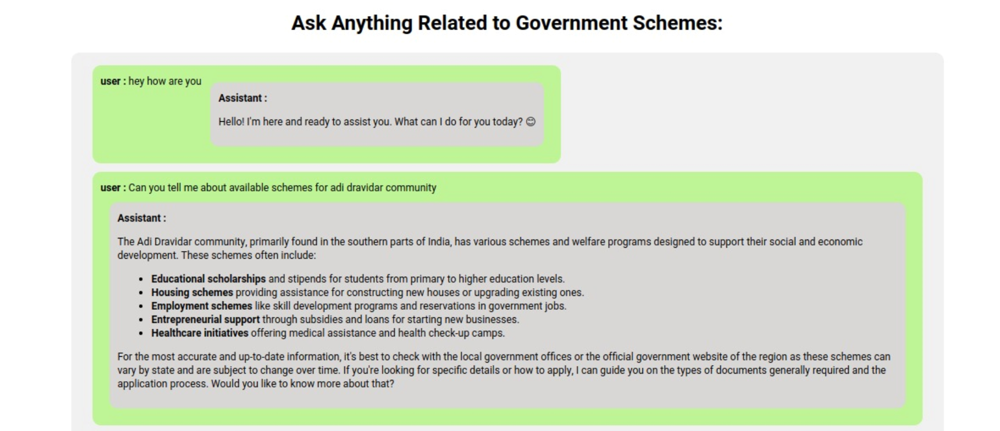 Ask Anything Related to Government Schemes:
user : hey how are you
Assistant :
Hello! I'm here and ready to assist you. What can I do for you today? 😊
user : Can you tell me about available schemes for adi dravidar community
Assistant :
The Adi Dravidar community, primarily found in the southern parts of India, has various schemes and welfare programs designed to support their social and economic
development. These schemes often include:
• Educational scholarships and stipends for students from primary to higher education levels.
• Housing schemes providing assistance for constructing new houses or upgrading existing ones.
• Employment schemes like skill development programs and reservations in government jobs.
• Entrepreneurial support through subsidies and loans for starting new businesses.
• Healthcare initiatives offering medical assistance and health check-up camps.
For the most accurate and up-to-date information, it's best to check with the local government offices or the official government website of the region as these schemes can
vary by state and are subject to change over time. If you're looking for specific details or how to apply, I can guide you on the types of documents generally required and the
application process. Would you like to know more about that?